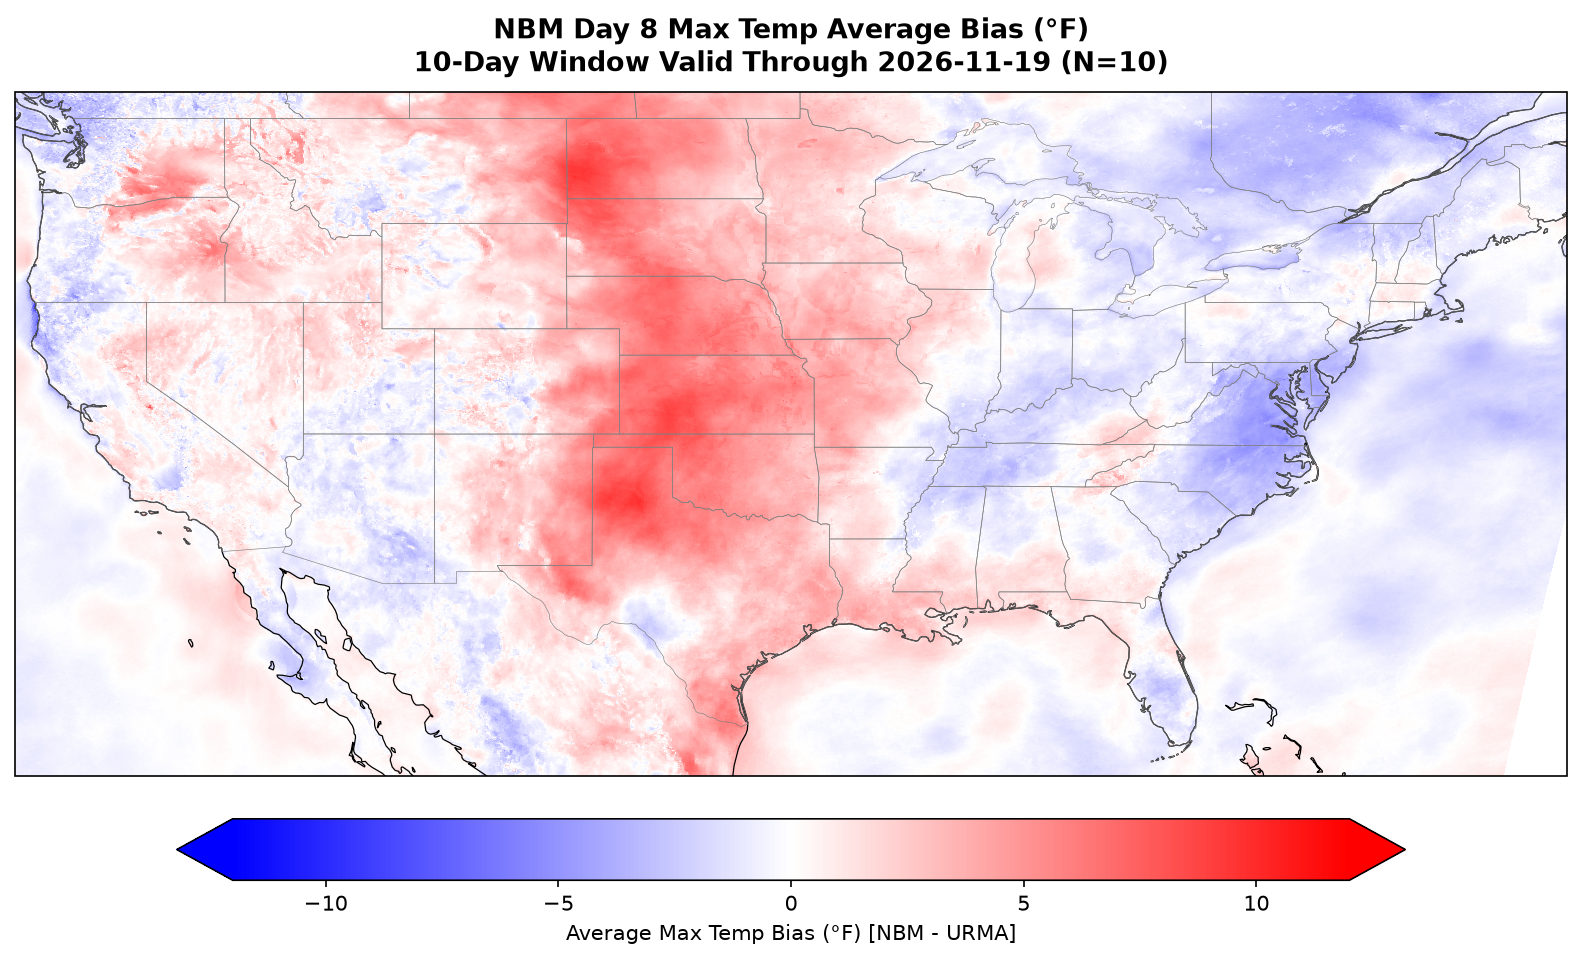 NBM Day 8 Max Temp Average Bias (°F)
10-Day Window Valid Through 2026-11-19 (N=10)
−10 −5 0 5 10
Average Max Temp Bias (°F) [NBM - URMA]